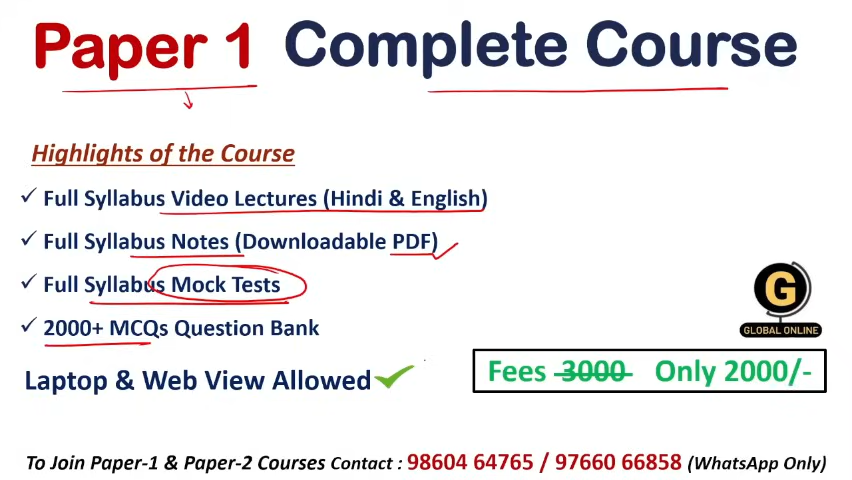 Paper 1 Complete Course
Highlights of the Course
✓ Full Syllabus Video Lectures (Hindi & English)
✓ Full Syllabus Notes (Downloadable PDF)
✓ Full Syllabus Mock Tests
✓ 2000+ MCQs Question Bank
G
GLOBAL ONLINE
Laptop & Web View Allowed
Fees 3000 Only 2000/-
To Join Paper-1 & Paper-2 Courses Contact : 98604 64765 / 97660 66858 (WhatsApp Only)